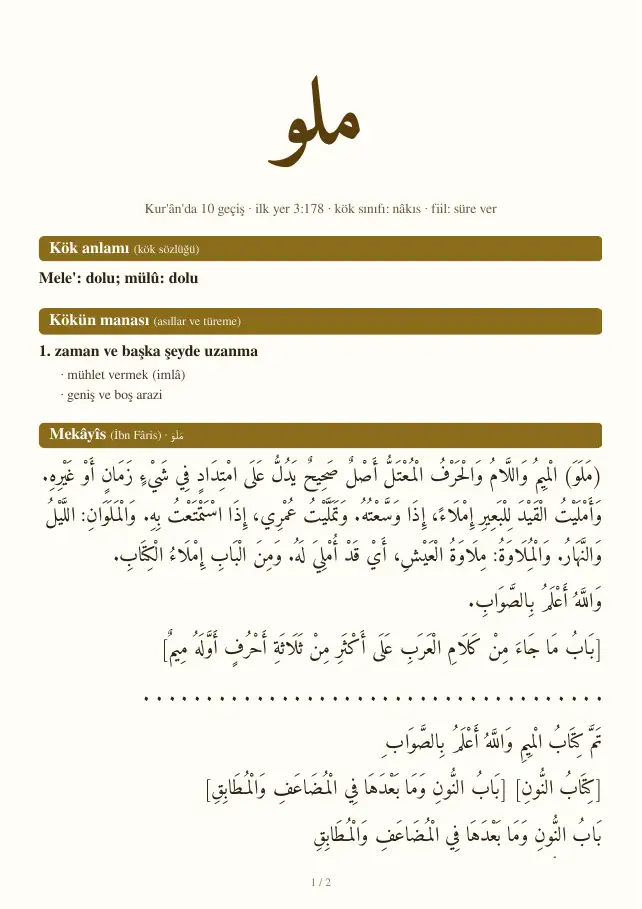 ملو
Kur'ân'da 10 geçiş · ilk yer 3:178 · kök sınıfı: nâkıs · fiil: süre ver
Kök anlamı (kök sözlüğü)
Mele': dolu; mülû: dolu
Kökün manası (asıllar ve türeme)
1. zaman ve başka şeyde uzanma
· mühlet vermek (imlâ)
· geniş ve boş arazi
Mekâyîs (İbn Fâris) · مَلَوَ
(مَلَوَ) الْمِيمُ وَاللَّامُ وَالْحَرْفُ الْمُعْتَلُّ أَصْلٌ صَحِيحٌ يَدُلُّ عَلَى امْتِدَادٍ فِي شَيْءٍ زَمَانٍ أَوْ غَيْرِهِ.
وَأَمْلَيْتُ الْقَيْدَ لِلْبَعِيرِ إِمْلَاءً، إِذَا وَسَّعْتُهُ. وَتَمَلَّيْتُ عُمْرِي، إِذَا اسْتَمْتَعْتُ بِهِ. وَالْمَلَوَانِ: اللَّيْلُ
وَالنَّهَارُ. وَالْمُلَاوَةُ: مِلَاوَةُ الْعَيْشِ، أَيْ قَدْ أُمْلِيَ لَهُ. وَمِنَ الْبَابِ إِمْلَاءُ الْكِتَابِ.
وَاللَّهُ أَعْلَمُ بِالصَّوَابِ.
[بَابُ مَا جَاءَ مِنْ كَلَامِ الْعَرَبِ عَلَى أَكْثَرِ مِنْ ثَلَاثَةِ أَحْرُفٍ أَوَّلَهُ مِيمٌ]
. . . . . . . . . . . . . . . . . . . . . . . . . . . . . . . . . . . . .
تَمَّ كِتَابُ الْمِيمِ وَاللَّهُ أَعْلَمُ بِالصَّوَابِ
[كِتَابُ النُّونِ] [بَابُ النُّونِ وَمَا بَعْدَهَا فِي الْمُضَاعَفِ وَالْمُطَابِقِ]
بَابُ النُّونِ وَمَا بَعْدَهَا فِي الْمُضَاعَفِ وَالْمُطَابِقِ
1 / 2